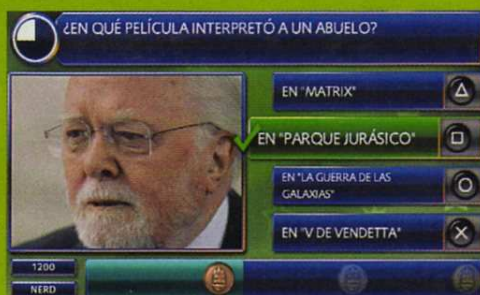 ¿EN QUÉ PELÍCULA INTERPRETÓ A UN ABUELO?
EN "MATRIX"
EN "PARQUE JURÁSICO"
EN "LA GUERRA DE LAS
GALAXIAS"
EN "V DE VENDETTA"
1200
NERD